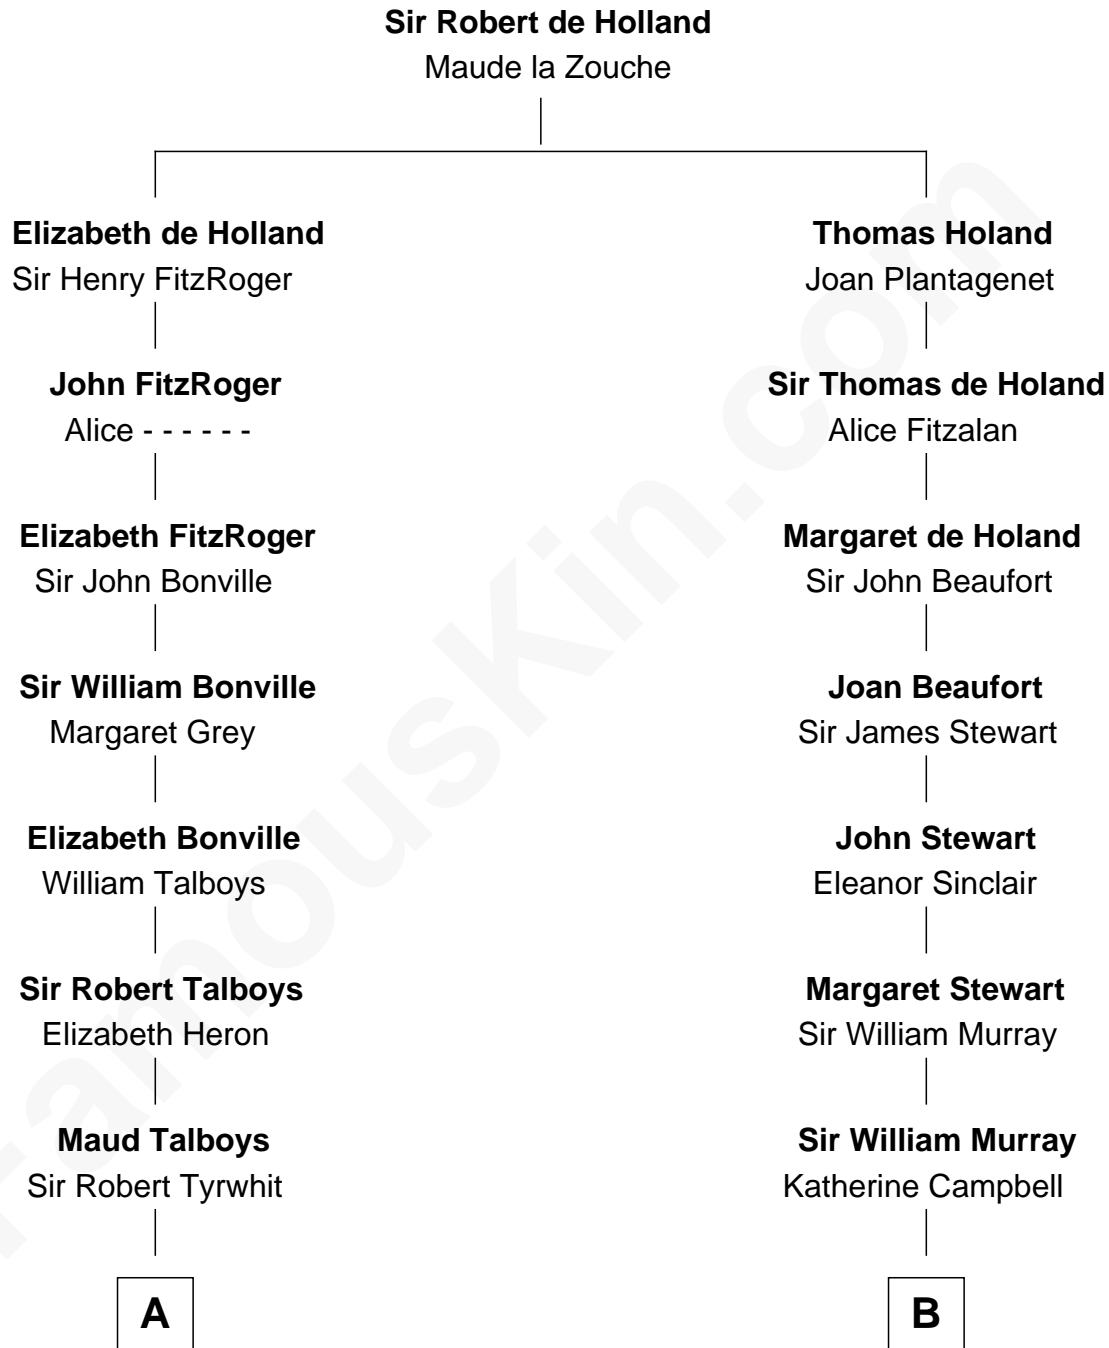 Sir Robert de Holland
Maude la Zouche
Elizabeth de Holland
Sir Henry FitzRoger
Thomas Holand
Joan Plantagenet
John FitzRoger
Alice - - - - - -
Sir Thomas de Holand
Alice Fitzalan
Elizabeth FitzRoger
Sir John Bonville
Margaret de Holand
Sir John Beaufort
Sir William Bonville
Margaret Grey
Joan Beaufort
Sir James Stewart
Elizabeth Bonville
William Talboys
John Stewart
Eleanor Sinclair
Sir Robert Talboys
Elizabeth Heron
Margaret Stewart
Sir William Murray
Maud Talboys
Sir Robert Tyrwhit
Sir William Murray
Katherine Campbell
A
B
FamousKin.com